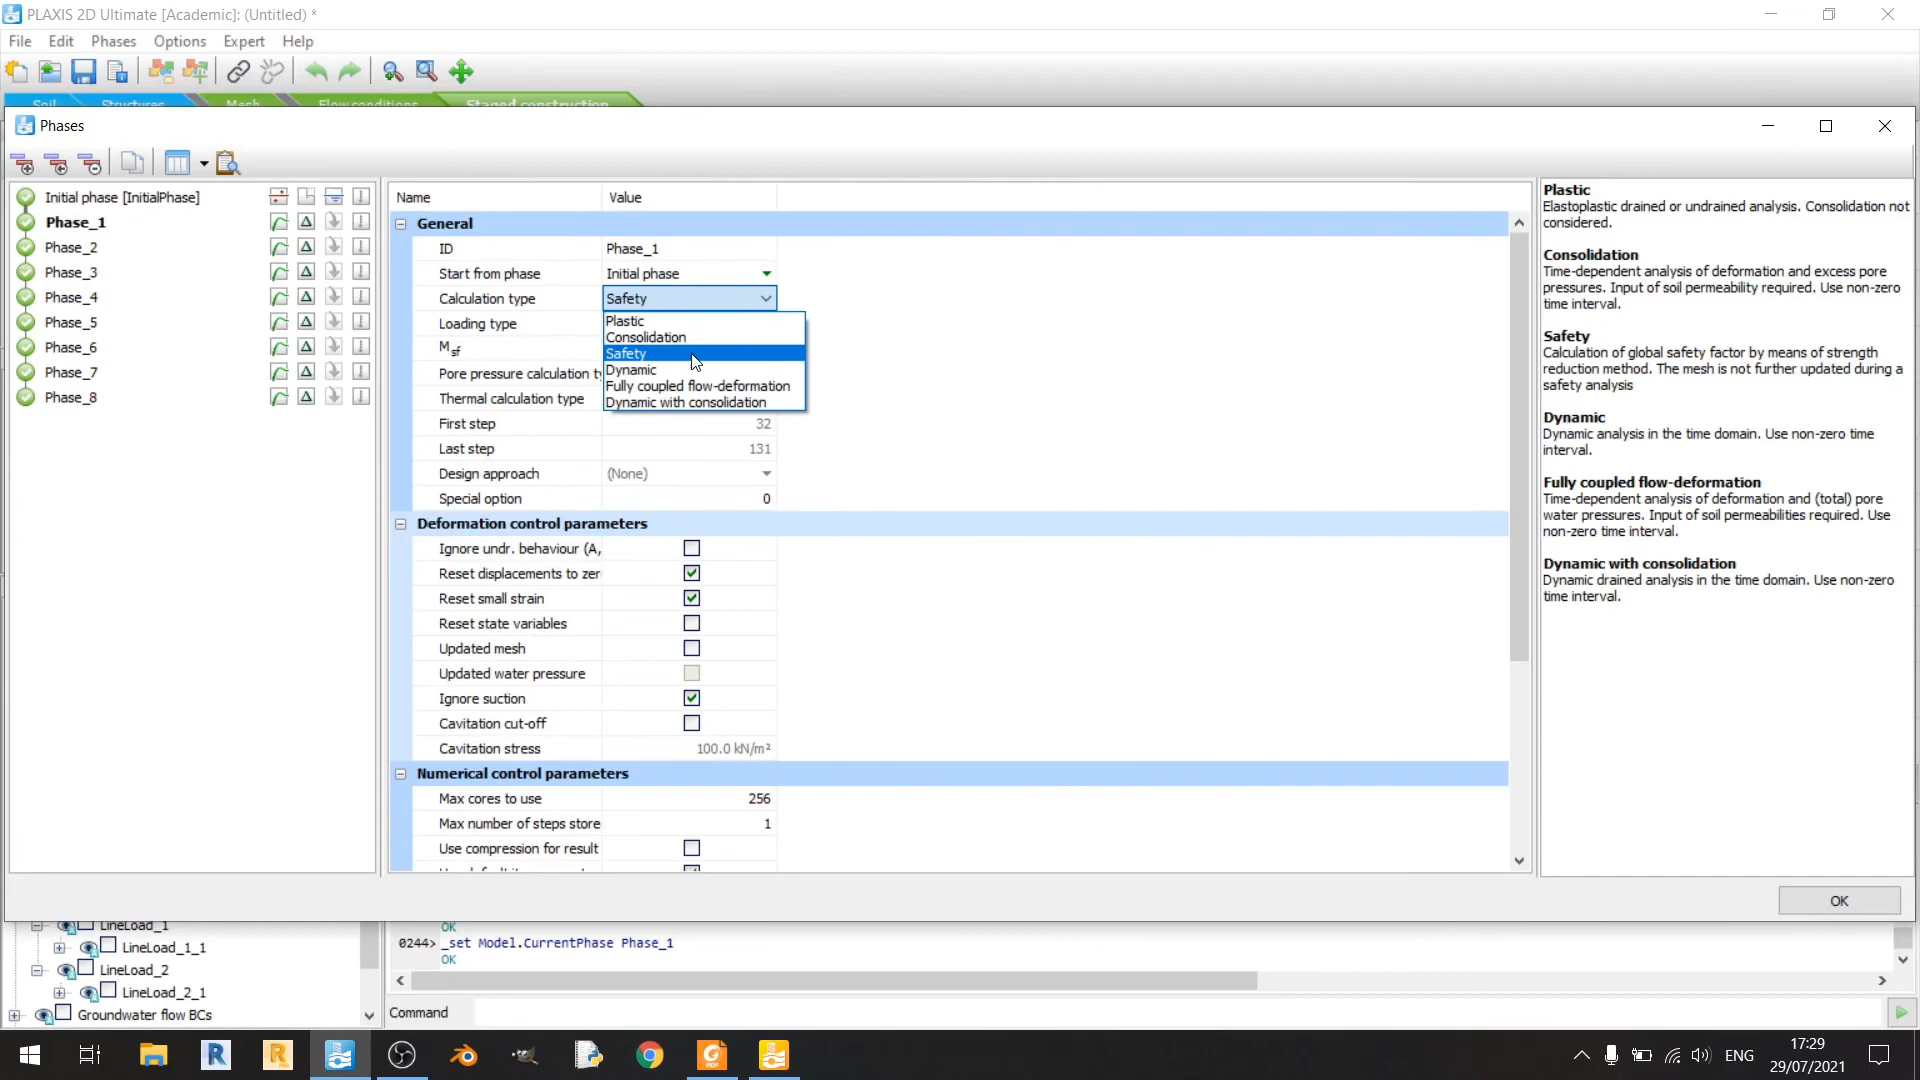 PLAXIS 2D Ultimate [Academic]: (Untitled) *
File Edit Phases Options Expert Help
Soil Structures Mesh Flow conditions Staged construction
Phases
Initial phase [InitialPhase]
Phase_1
Phase_2
Phase_3
Phase_4
Phase_5
Phase_6
Phase_7
Phase_8
Name Value
General
ID Phase_1
Start from phase Initial phase
Calculation type Safety
Loading type
Msf
Pore pressure calculation ty
Thermal calculation type
Plastic
Consolidation
Safety
Dynamic
Fully coupled flow-deformation
Dynamic with consolidation
First step 32
Last step 131
Design approach (None)
Special option 0
Deformation control parameters
Ignore undr. behaviour (A,
Reset displacements to zer
Reset small strain
Reset state variables
Updated mesh
Updated water pressure
Ignore suction
Cavitation cut-off
Cavitation stress 100.0 kN/m²
Numerical control parameters
Max cores to use 256
Max number of steps store 1
Use compression for result
Plastic
Elastoplastic drained or undrained analysis. Consolidation not
considered.
Consolidation
Time-dependent analysis of deformation and excess pore
pressures. Input of soil permeability required. Use non-zero
time interval.
Safety
Calculation of global safety factor by means of strength
reduction method. The mesh is not further updated during a
safety analysis
Dynamic
Dynamic analysis in the time domain. Use non-zero time
interval.
Fully coupled flow-deformation
Time-dependent analysis of deformation and (total) pore
water pressures. Input of soil permeabilities required. Use
non-zero time interval.
Dynamic with consolidation
Dynamic drained analysis in the time domain. Use non-zero
time interval.
OK
LineLoad_1
LineLoad_1_1
LineLoad_2
LineLoad_2_1
Groundwater flow BCs
OK
0244> _set Model.CurrentPhase Phase_1
OK
Command
ENG
17:29
29/07/2021